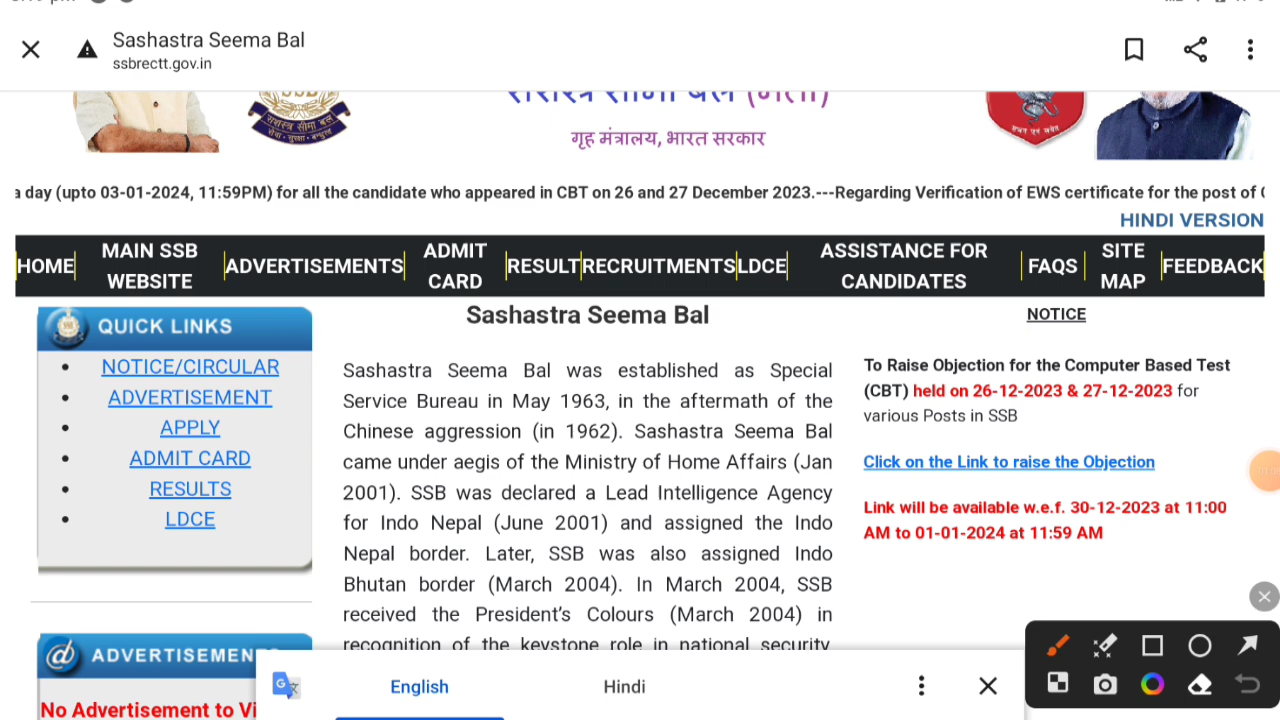 Sashastra Seema Bal
ssbrectt.gov.in
सशस्त्र सीमा बल (भर्ती)
गृह मंत्रालय, भारत सरकार
a day (upto 03-01-2024, 11:59PM) for all the candidate who appeared in CBT on 26 and 27 December 2023.---Regarding Verification of EWS certificate for the post of
HINDI VERSION
HOME
MAIN SSB
WEBSITE
ADVERTISEMENTS
ADMIT
CARD
RESULT
RECRUITMENTS
LDCE
ASSISTANCE FOR
CANDIDATES
FAQS
SITE
MAP
FEEDBACK
QUICK LINKS
NOTICE/CIRCULAR
ADVERTISEMENT
APPLY
ADMIT CARD
RESULTS
LDCE
ADVERTISEMEN
No Advertisement to Vi
Sashastra Seema Bal
Sashastra Seema Bal was established as Special
Service Bureau in May 1963, in the aftermath of the
Chinese aggression (in 1962). Sashastra Seema Bal
came under aegis of the Ministry of Home Affairs (Jan
2001). SSB was declared a Lead Intelligence Agency
for Indo Nepal (June 2001) and assigned the Indo
Nepal border. Later, SSB was also assigned Indo
Bhutan border (March 2004). In March 2004, SSB
received the President’s Colours (March 2004) in
recognition of the keystone role in national security
NOTICE
To Raise Objection for the Computer Based Test
(CBT) held on 26-12-2023 & 27-12-2023 for
various Posts in SSB
Click on the Link to raise the Objection
Link will be available w.e.f. 30-12-2023 at 11:00
AM to 01-01-2024 at 11:59 AM
English
Hindi